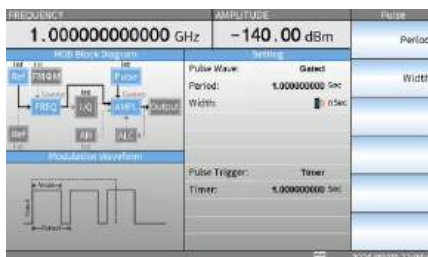 FREQUENCY
AMPLITUDE
Pulse
1.000000000000 GHz
-140.00 dBm
MOD Block Diagram
Setting
Period
Width
Ref
FM/ΦM
Int
Pulse
FREQ
I/Q
AMPL
Output
Ref
ALC
Pulse Wave: Gated
Period: 1.000000000 Sec
Width: nSec
Modulation Waveform
Pulse Trigger: Timer
Timer: 1.000000000 Sec